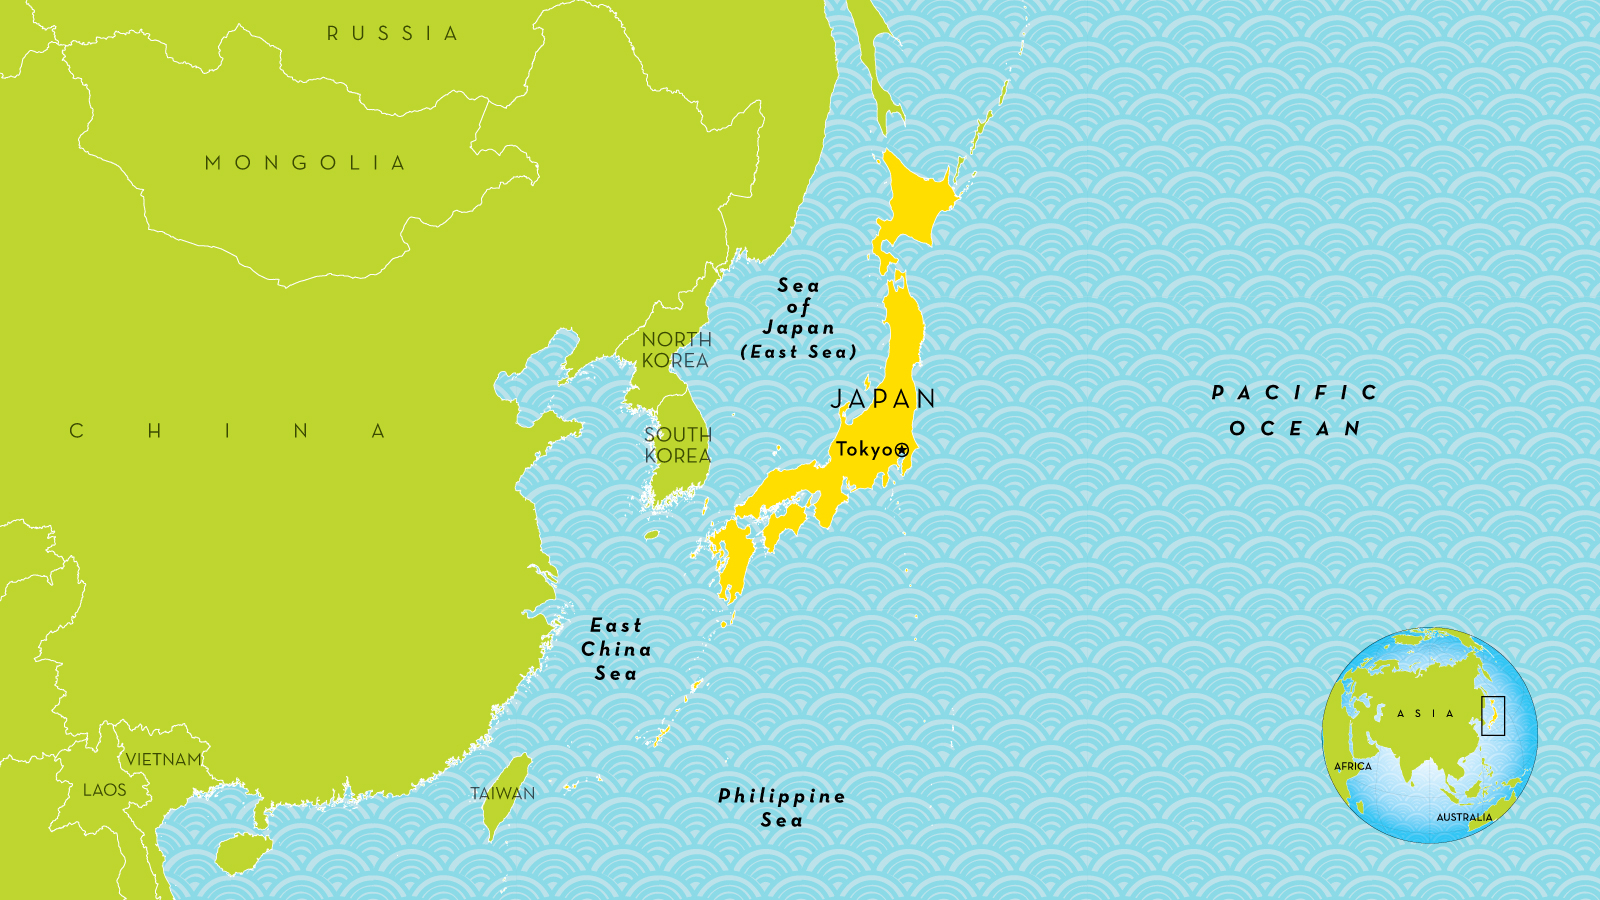 RUSSIA
MONGOLIA
Sea
of
Japan
(East Sea)
NORTH
KOREA
JAPAN
PACIFIC
OCEAN
CHINA
SOUTH
KOREA
Tokyo
East
China
Sea
ASIA
VIETNAM
AFRICA
LAOS
TAIWAN
Philippine
Sea
AUSTRALIA